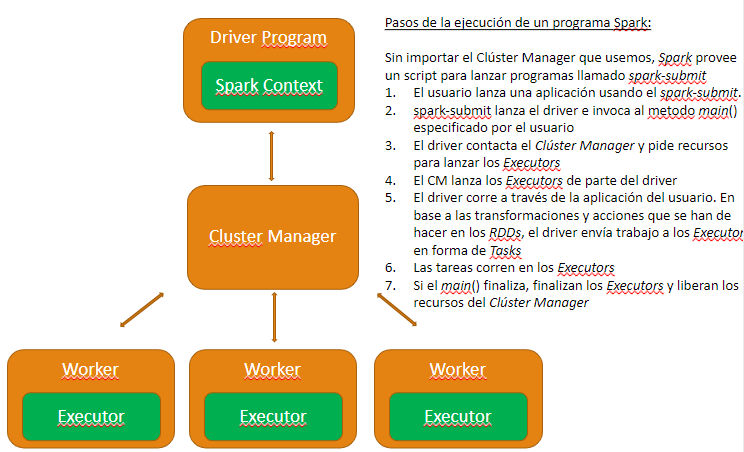 Driver Program
Spark Context
Cluster Manager
Worker
Executor
Worker
Executor
Worker
Executor
Pasos de la ejecución de un programa Spark:
Sin importar el Clúster Manager que usemos, Spark provee
un script para lanzar programas llamado spark-submit
1. El usuario lanza una aplicación usando el spark-submit.
2. spark-submit lanza el driver e invoca al metodo main()
especificado por el usuario
3. El driver contacta el Clúster Manager y pide recursos
para lanzar los Executors
4. El CM lanza los Executors de parte del driver
5. El driver corre a través de la aplicación del usuario. En
base a las transformaciones y acciones que se han de
hacer en los RDDs, el driver envía trabajo a los Executor
en forma de Tasks
6. Las tareas corren en los Executors
7. Si el main() finaliza, finalizan los Executors y liberan los
recursos del Clúster Manager